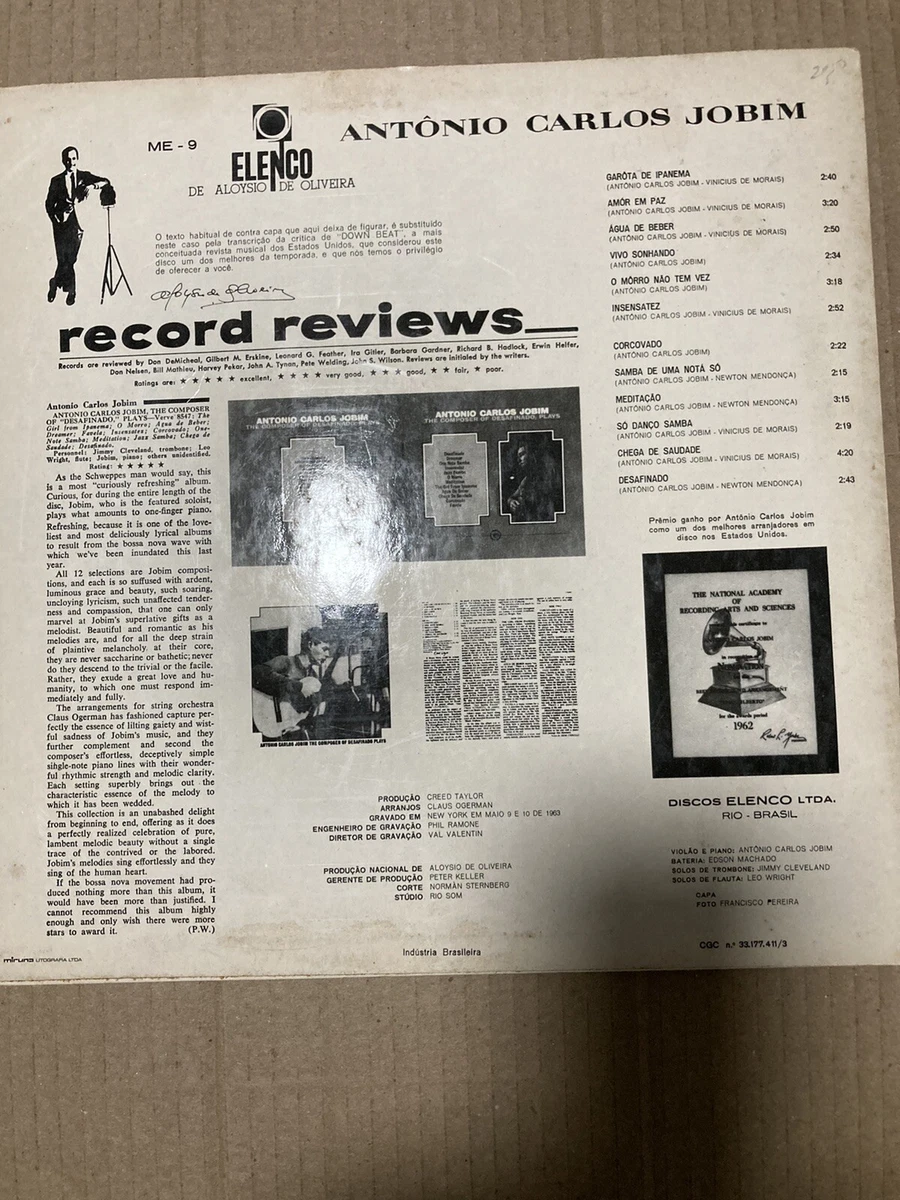 ME - 9
ELENCO
DE ALOYSIO DE OLIVEIRA
ANTÔNIO CARLOS JOBIM
O texto habitual de contra capa que aqui deixa de figurar, é substituído
neste caso pela transcrição da crítica de "DOWN BEAT", a mais
conceituada revista musical dos Estados Unidos, que considerou este
disco um dos melhores da temporada, e que nós temos o privilégio
de oferecer a você.
record reviews
Records are reviewed by Don DeMicheal, Gilbert M. Erskine, Leonard G. Feather, Ira Gitler, Barbara Gardner, Richard B. Hadlock, Erwin Helfer,
Don Nelsen, Bill Mathieu, Harvey Pekar, John A. Tynan, Pete Welding, John S. Wilson. Reviews are initialed by the writers.
Ratings are: ★ ★ ★ ★ ★ excellent, ★ ★ ★ ★ very good, ★ ★ ★ good, ★ ★ fair, ★ poor.
Antonio Carlos Jobim
ANTONIO CARLOS JOBIM, THE COMPOSER
OF "DESAFINADO," PLAYS—Verve 8547: The
Girl from Ipanema; O Morro; Agua de Beber;
Dreamer; Favela; Insensatez; Corcovado; One-
Note Samba; Meditation; Jazz Samba; Chega de
Saudade; Desafinado.
Personnel: Jimmy Cleveland, trombone; Leo
Wright, flute; Jobim, piano; others unidentified.
Rating: ★ ★ ★ ★ ★
As the Schweppes man would say, this
is a most "curiously refreshing" album.
Curious, for during the entire length of the
disc, Jobim, who is the featured soloist,
plays what amounts to one-finger piano.
Refreshing, because it is one of the love-
liest and most deliciously lyrical albums
to result from the bossa nova wave with
which we've been inundated this last
year.
All 12 selections are Jobim composi-
tions, and each is so suffused with ardent,
luminous grace and beauty, such soaring,
uncloying lyricism, such unaffected tender-
ness and compassion, that one can only
marvel at Jobim's superlative gifts as a
melodist. Beautiful and romantic as his
melodies are, and for all the deep strain
of plaintive melancholy at their core,
they are never saccharine or bathetic; never
do they descend to the trivial or the facile.
Rather, they exude a great love and hu-
manity, to which one must respond im-
mediately and fully.
The arrangements for string orchestra
Claus Ogerman has fashioned capture per-
fectly the essence of lilting gaiety and wist-
ful sadness of Jobim's music, and they
further complement and second the
composer's effortless, deceptively simple
single-note piano lines with their wonder-
ful rhythmic strength and melodic clarity.
Each setting superbly brings out the
characteristic essence of the melody to
which it has been wedded.
This collection is an unabashed delight
from beginning to end, offering as it does
a perfectly realized celebration of pure,
lambent melodic beauty without a single
trace of the contrived or the labored.
Jobim's melodies sing effortlessly and they
sing of the human heart.
If the bossa nova movement had pro-
duced nothing more than this album, it
would have been more than justified. I
cannot recommend this album highly
enough and only wish there were more
stars to award it. (P.W.)
miruna LITOGRAFIA LTDA
ANTONIO CARLOS JOBIM
THE COMPOSER OF DESAFINADO, PLAYS
ANTONIO CARLOS JOBIM
THE COMPOSER OF DESAFINADO, PLAYS
ANTONIO CARLOS JOBIM THE COMPOSER OF DESAFINADO PLAYS
PRODUÇÃO CREED TAYLOR
ARRANJOS CLAUS OGERMAN
GRAVADO EM NEW YORK EM MAIO 9 E 10 DE 1963
ENGENHEIRO DE GRAVAÇÃO PHIL RAMONE
DIRETOR DE GRAVAÇÃO VAL VALENTIN
PRODUÇÃO NACIONAL DE ALOYSIO DE OLIVEIRA
GERENTE DE PRODUÇÃO PETER KELLER
CORTE NORMAN STERNBERG
STÚDIO RIO SOM
Indústria Brasileira
GARÔTA DE IPANEMA 2:40
(ANTÔNIO CARLOS JOBIM - VINICIUS DE MORAIS)
AMÔR EM PAZ 3:20
(ANTÔNIO CARLOS JOBIM - VINICIUS DE MORAIS)
ÁGUA DE BEBER 2:50
(ANTÔNIO CARLOS JOBIM - VINICIUS DE MORAIS)
VIVO SONHANDO 2:34
(ANTÔNIO CARLOS JOBIM)
O MÔRRO NÃO TEM VEZ 3:18
(ANTÔNIO CARLOS JOBIM)
INSENSATEZ 2:52
(ANTÔNIO CARLOS JOBIM - VINICIUS DE MORAIS)
CORCOVADO 2:22
(ANTÔNIO CARLOS JOBIM)
SAMBA DE UMA NOTÁ SÓ 2:15
(ANTÔNIO CARLOS JOBIM - NEWTON MENDONÇA)
MEDITAÇÃO 3:15
(ANTÔNIO CARLOS JOBIM - NEWTON MENDONÇA)
SÓ DANÇO SAMBA 2:19
(ANTÔNIO CARLOS JOBIM - VINICIUS DE MORAIS)
CHEGA DE SAUDADE 4:20
(ANTÔNIO CARLOS JOBIM - VINICIUS DE MORAIS)
DESAFINADO 2:43
(ANTÔNIO CARLOS JOBIM - NEWTON MENDONÇA)
Prêmio ganho por Antônio Carlos Jobim
como um dos melhores arranjadores em
disco nos Estados Unidos.
THE NATIONAL ACADEMY
OF
RECORDING ARTS AND SCIENCES
CARLOS JOBIM
NOMINATION
for the awards period
1962
DISCOS ELENCO LTDA.
RIO - BRASIL
VIOLÃO E PIANO: ANTÔNIO CARLOS JOBIM
BATERIA: EDSON MACHADO
SOLOS DE TROMBONE: JIMMY CLEVELAND
SOLOS DE FLAUTA: LEO WRIGHT
CAPA
FOTO FRANCISCO PEREIRA
CGC n.º 33.177.411/3